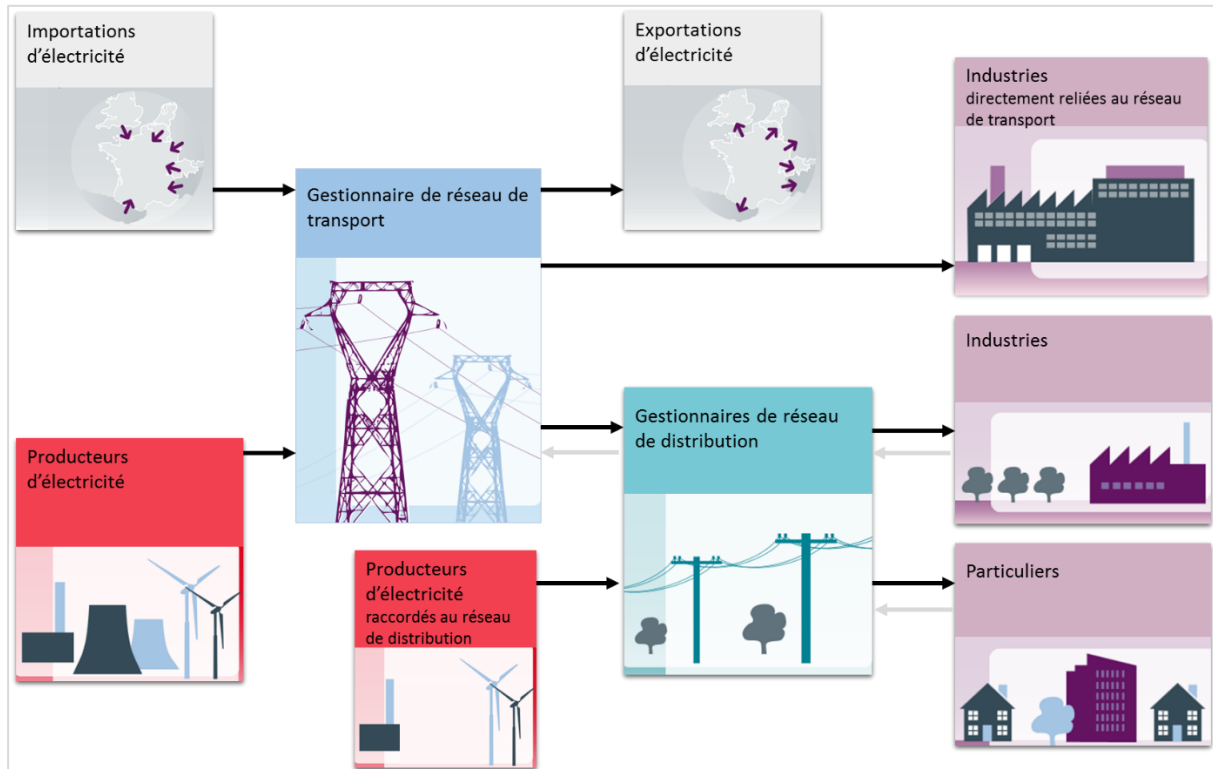 Importations
d’électricité
Exportations
d’électricité
Industries
directement reliées au réseau
de transport
Gestionnaire de réseau de
transport
Industries
Gestionnaires de réseau
de distribution
Producteurs
d’électricité
Producteurs
d’électricité
raccordés au réseau
de distribution
Particuliers